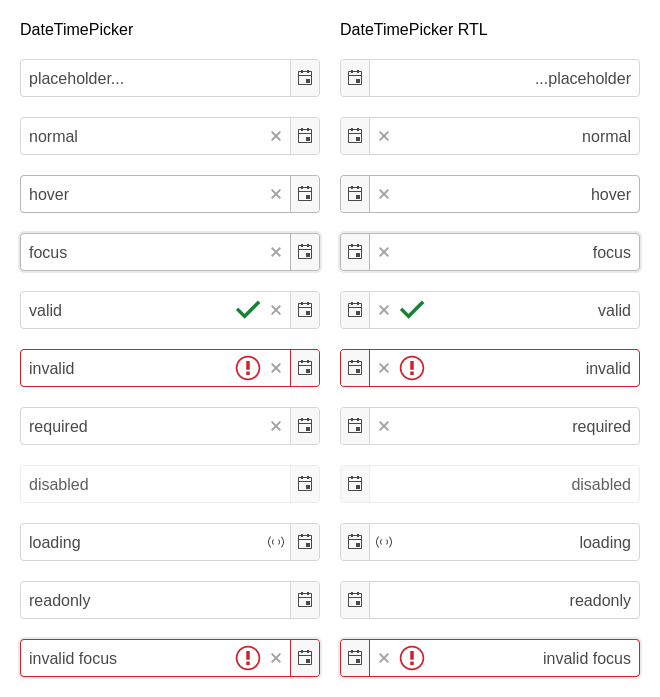 DateTimePicker
placeholder...
normal
hover
focus
valid
invalid
required
disabled
loading
readonly
invalid focus
DateTimePicker RTL
...placeholder
normal
hover
focus
valid
invalid
required
disabled
loading
readonly
invalid focus